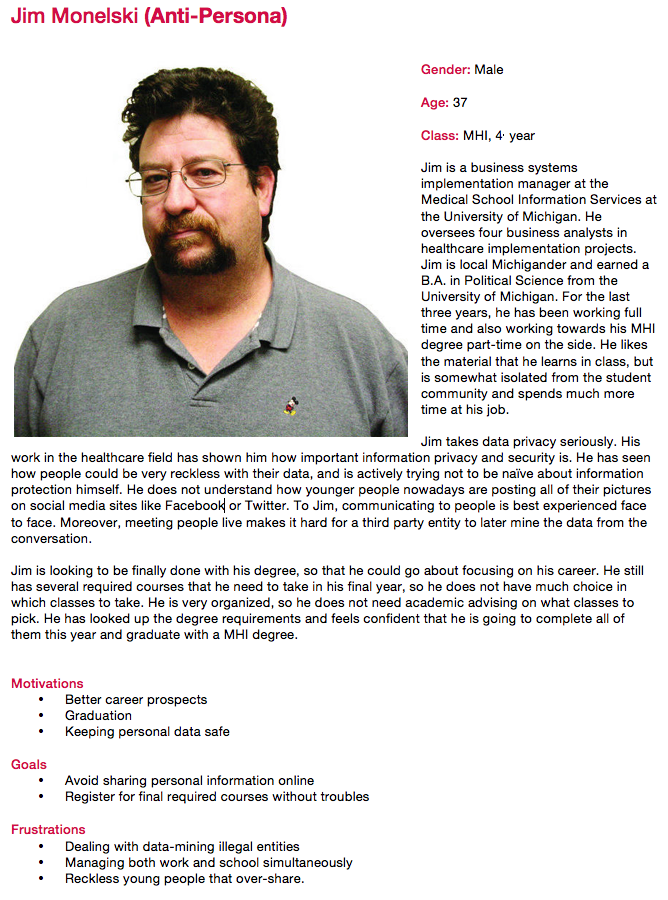 Jim Monelski (Anti-Persona)
Gender: Male
Age: 37
Class: MHI, 4 year
Jim is a business systems
implementation manager at the
Medical School Information Services at
the University of Michigan. He
oversees four business analysts in
healthcare implementation projects.
Jim is local Michigander and earned a
B.A. in Political Science from the
University of Michigan. For the last
three years, he has been working full
time and also working towards his MHI
degree part-time on the side. He likes
the material that he learns in class, but
is somewhat isolated from the student
community and spends much more
time at his job.
Jim takes data privacy seriously. His
work in the healthcare field has shown him how important information privacy and security is. He has seen
how people could be very reckless with their data, and is actively trying not to be naïve about information
protection himself. He does not understand how younger people nowadays are posting all of their pictures
on social media sites like Facebook or Twitter. To Jim, communicating to people is best experienced face
to face. Moreover, meeting people live makes it hard for a third party entity to later mine the data from the
conversation.
Jim is looking to be finally done with his degree, so that he could go about focusing on his career. He still
has several required courses that he need to take in his final year, so he does not have much choice in
which classes to take. He is very organized, so he does not need academic advising on what classes to
pick. He has looked up the degree requirements and feels confident that he is going to complete all of
them this year and graduate with a MHI degree.
Motivations
• Better career prospects
• Graduation
• Keeping personal data safe
Goals
• Avoid sharing personal information online
• Register for final required courses without troubles
Frustrations
• Dealing with data-mining illegal entities
• Managing both work and school simultaneously
• Reckless young people that over-share.